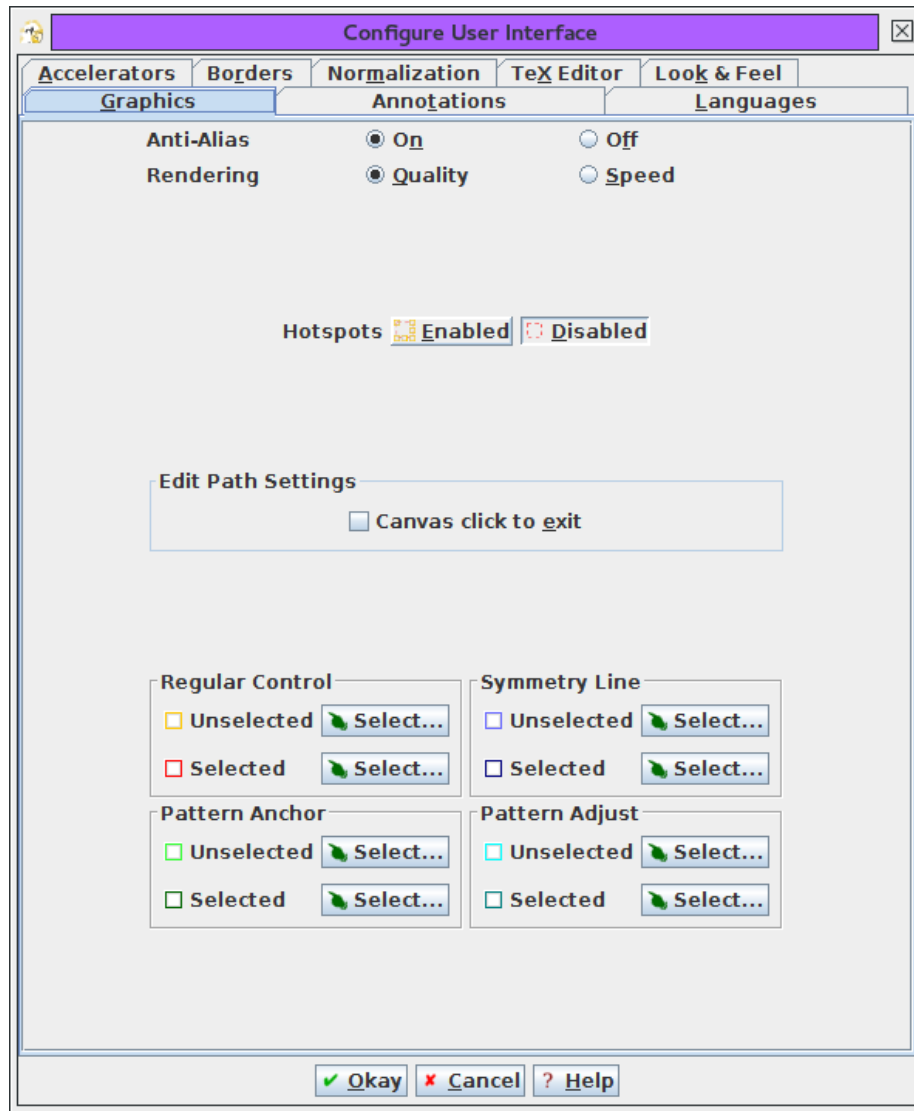 Configure User Interface
Accelerators Borders Normalization TeX Editor Look & Feel
Graphics Annotations Languages
Anti-Alias On Off
Rendering Quality Speed
Hotspots Enabled Disabled
Edit Path Settings
Canvas click to exit
Regular Control Symmetry Line
Unselected Select... Unselected Select...
Selected Select... Selected Select...
Pattern Anchor Pattern Adjust
Unselected Select... Unselected Select...
Selected Select... Selected Select...
Okay Cancel ? Help